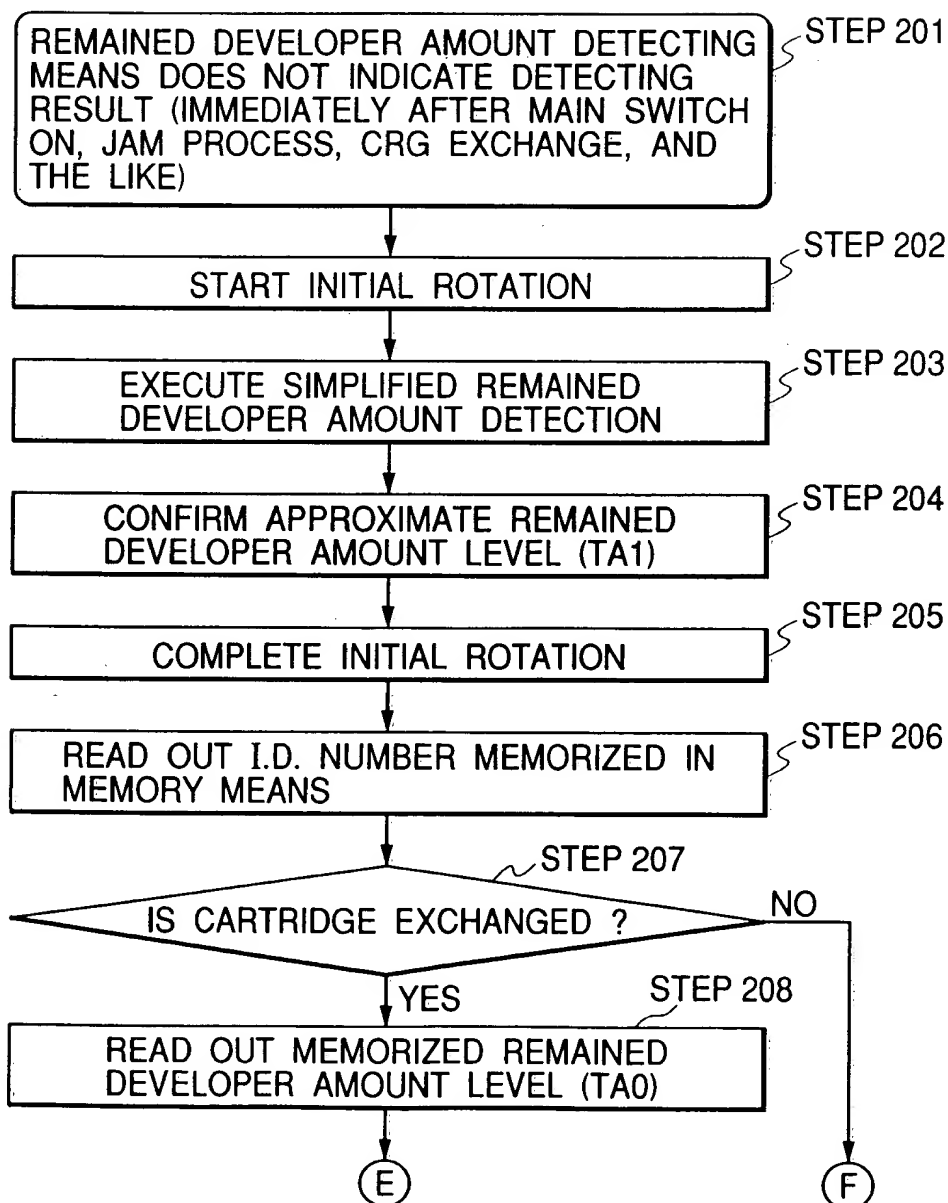 REMAINED DEVELOPER AMOUNT DETECTING
MEANS DOES NOT INDICATE DETECTING
RESULT (IMMEDIATELY AFTER MAIN SWITCH
ON, JAM PROCESS, CRG EXCHANGE, AND
THE LIKE)
STEP 201
STEP 202
START INITIAL ROTATION
STEP 203
EXECUTE SIMPLIFIED REMAINED
DEVELOPER AMOUNT DETECTION
STEP 204
CONFIRM APPROXIMATE REMAINED
DEVELOPER AMOUNT LEVEL (TA1)
STEP 205
COMPLETE INITIAL ROTATION
STEP 206
READ OUT I.D. NUMBER MEMORIZED IN
MEMORY MEANS
STEP 207
IS CARTRIDGE EXCHANGED ?
NO
YES
STEP 208
READ OUT MEMORIZED REMAINED
DEVELOPER AMOUNT LEVEL (TA0)
E
F